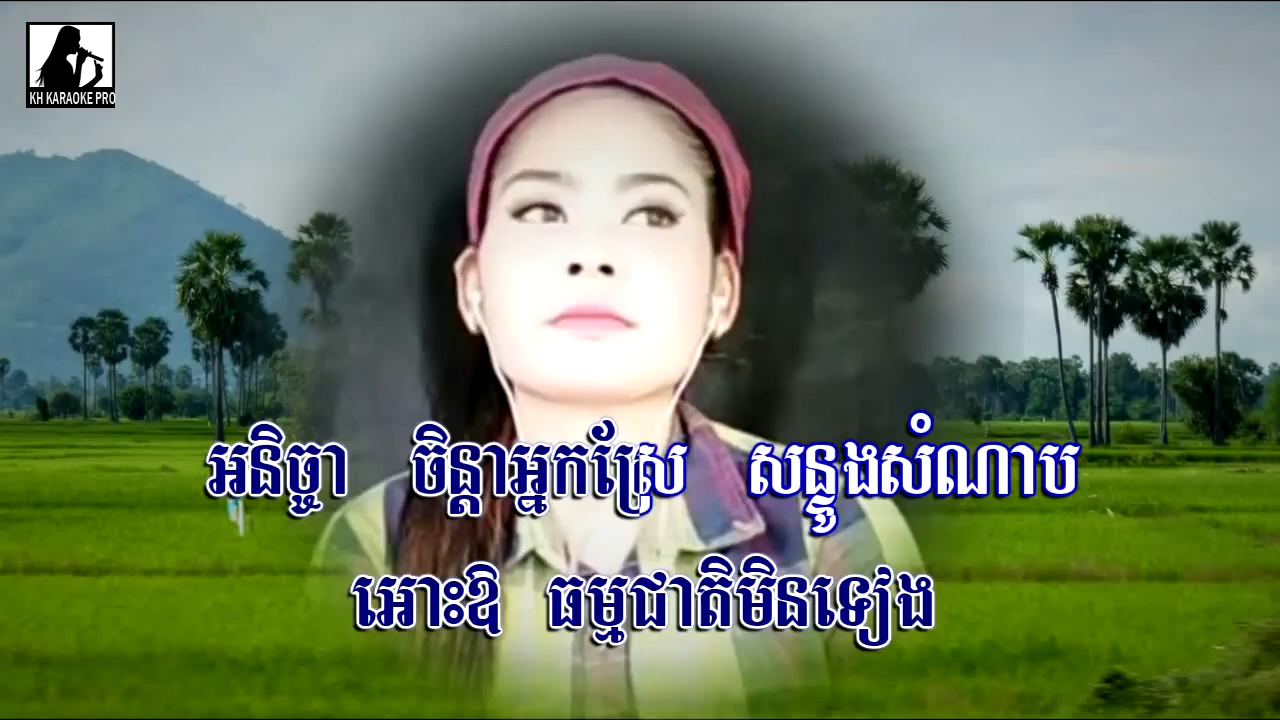 KH KARAOKE PRO
អនិច្ចា ចិន្តាអ្នកស្រែ សន្ទូងសំណាប
អោះឱ ធម្មជាតិមិនទៀង